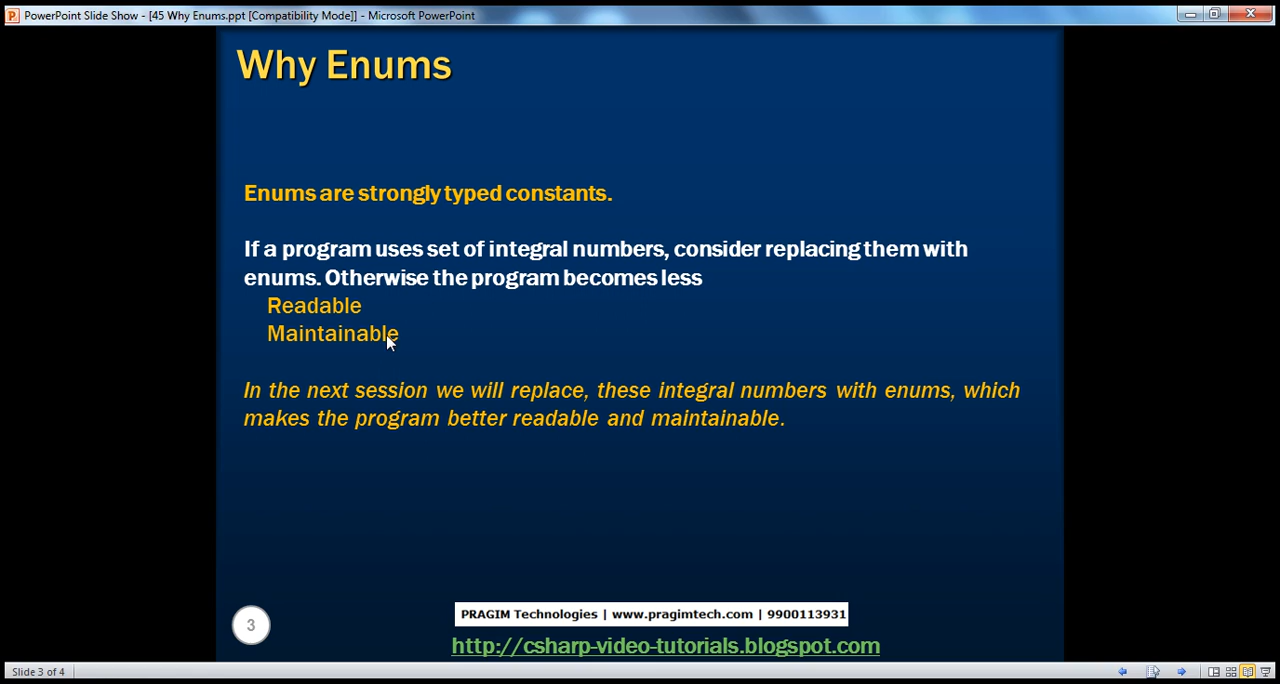 PowerPoint Slide Show - [45 Why Enums.ppt [Compatibility Mode]] - Microsoft PowerPoint
Why Enums
Enums are strongly typed constants.
If a program uses set of integral numbers, consider replacing them with
enums. Otherwise the program becomes less
Readable
Maintainable
In the next session we will replace, these integral numbers with enums, which
makes the program better readable and maintainable.
PRAGIM Technologies | www.pragimtech.com | 9900113931
3
http://csharp-video-tutorials.blogspot.com
Slide 3 of 4